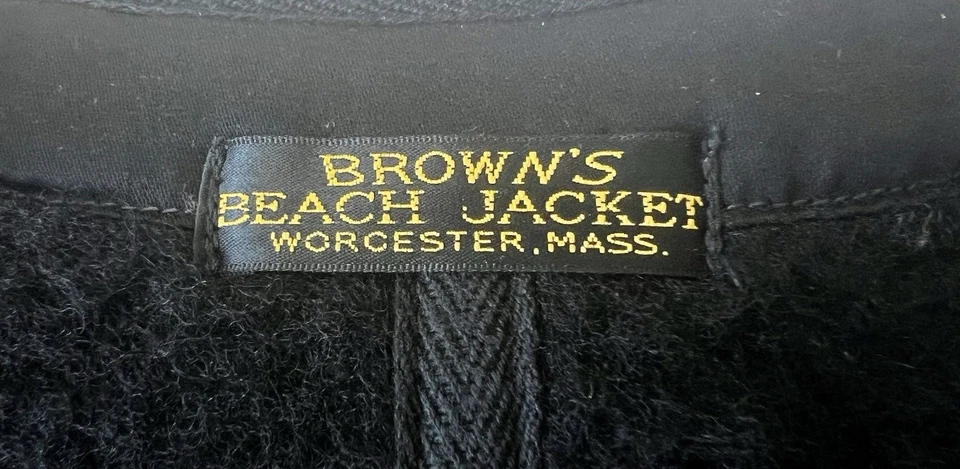 BROWN'S
BEACH JACKET
WORCESTER, MASS.